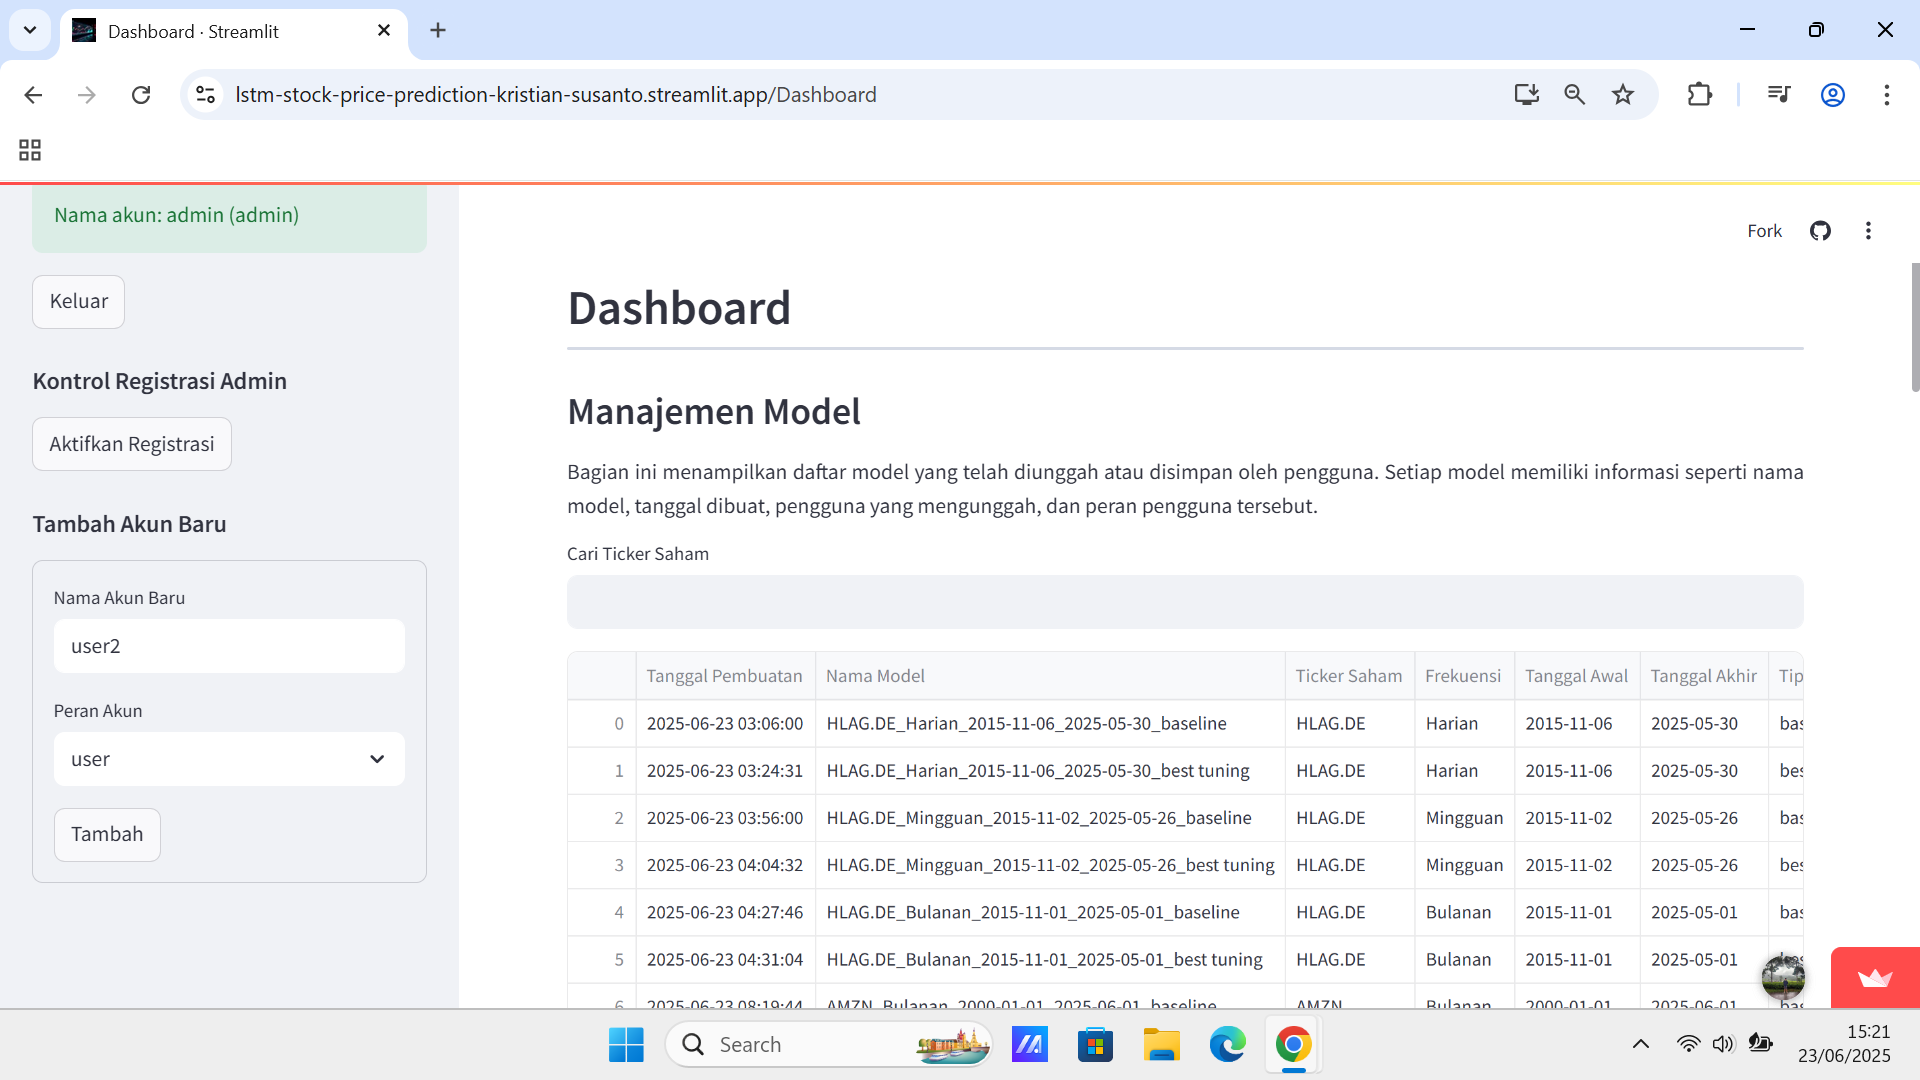 Dashboard · Streamlit
lstm-stock-price-prediction-kristian-susanto.streamlit.app/Dashboard
Nama akun: admin (admin)
Keluar
Kontrol Registrasi Admin
Aktifkan Registrasi
Tambah Akun Baru
Nama Akun Baru
user2
Peran Akun
user
Tambah
Fork
Dashboard
Manajemen Model
Bagian ini menampilkan daftar model yang telah diunggah atau disimpan oleh pengguna. Setiap model memiliki informasi seperti nama
model, tanggal dibuat, pengguna yang mengunggah, dan peran pengguna tersebut.
Cari Ticker Saham
Tanggal Pembuatan Nama Model Ticker Saham Frekuensi Tanggal Awal Tanggal Akhir Tip
0 2025-06-23 03:06:00 HLAG.DE_Harian_2015-11-06_2025-05-30_baseline HLAG.DE Harian 2015-11-06 2025-05-30 bas
1 2025-06-23 03:24:31 HLAG.DE_Harian_2015-11-06_2025-05-30_best tuning HLAG.DE Harian 2015-11-06 2025-05-30 bes
2 2025-06-23 03:56:00 HLAG.DE_Mingguan_2015-11-02_2025-05-26_baseline HLAG.DE Mingguan 2015-11-02 2025-05-26 bas
3 2025-06-23 04:04:32 HLAG.DE_Mingguan_2015-11-02_2025-05-26_best tuning HLAG.DE Mingguan 2015-11-02 2025-05-26 bes
4 2025-06-23 04:27:46 HLAG.DE_Bulanan_2015-11-01_2025-05-01_baseline HLAG.DE Bulanan 2015-11-01 2025-05-01 bas
5 2025-06-23 04:31:04 HLAG.DE_Bulanan_2015-11-01_2025-05-01_best tuning HLAG.DE Bulanan 2015-11-01 2025-05-01
6 2025-06-23 08:19:44 AMZN_Bulanan_2000-01-01_2025-06-01_baseline AMZN Bulanan 2000-01-01 2025-06-01 bas
Search
15:21
23/06/2025